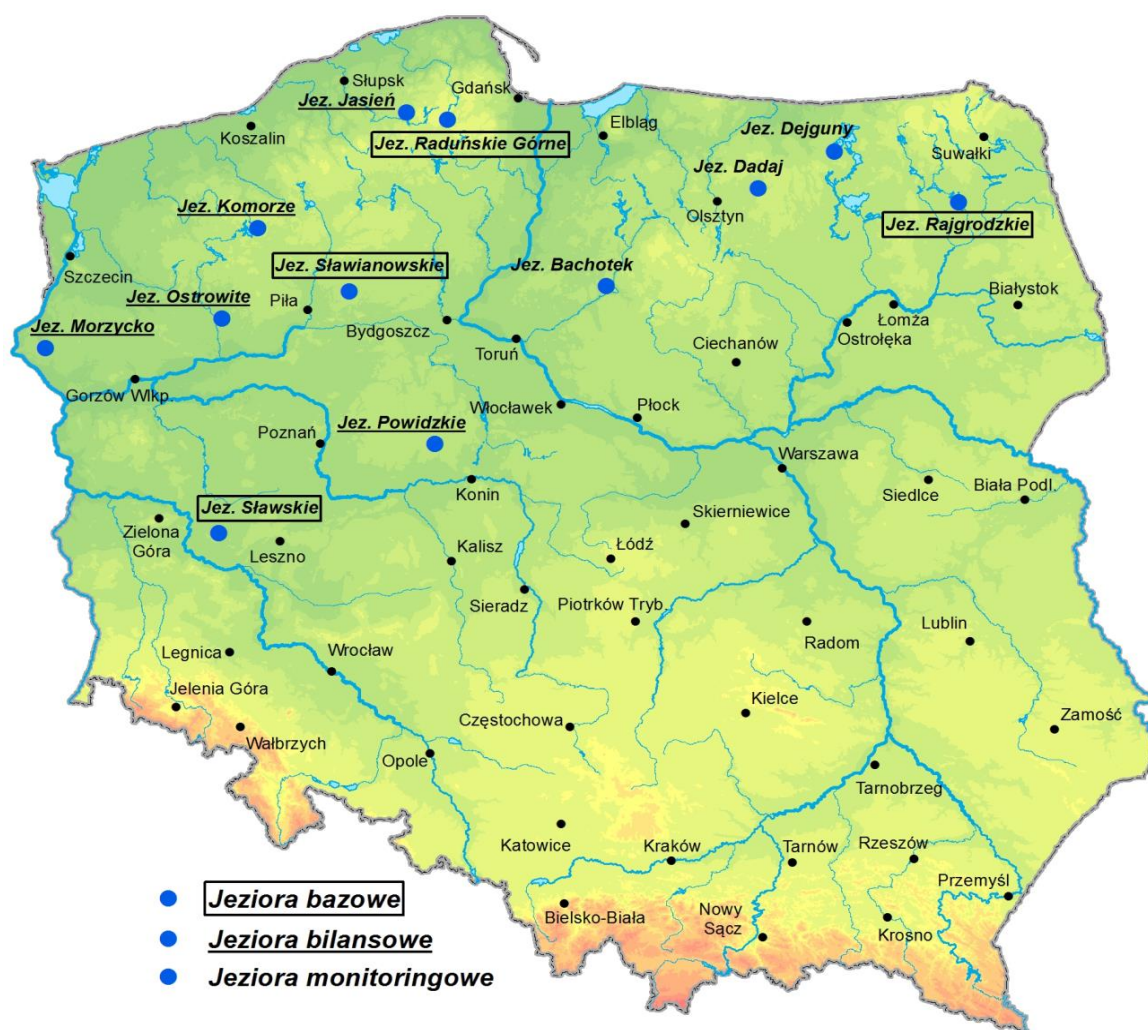 Słupsk
Jez. Jasień
Gdańsk
Koszalin
Jez. Raduńskie Górne
Elbląg
Jez. Dejguny
Suwałki
Jez. Dadaj
Olsztyn
Jez. Rajgrodzkie
Jez. Komorze
Szczecin
Jez. Sławianowskie
Jez. Bachotek
Jez. Ostrowite
Piła
Białystok
Jez. Morzycko
Bydgoszcz
Toruń
Łomża
Ostrołęka
Ciechanów
Gorzów Wlkp.
Włocławek
Płock
Jez. Powidzkie
Poznań
Warszawa
Konin
Siedlce
Biała Podl.
Jez. Sławskie
Skierniewice
Zielona
Góra
Leszno
Kalisz
Łódź
Sieradz
Piotrków Tryb.
Radom
Lublin
Legnica
Wrocław
Jelenia Góra
Kielce
Częstochowa
Zamość
Wałbrzych
Opole
Tarnobrzeg
Katowice
Kraków
Tarnów
Rzeszów
Przemyśl
Bielsko-Biała
Nowy
Sącz
Krosno
Jeziora bazowe
Jeziora bilansowe
Jeziora monitoringowe